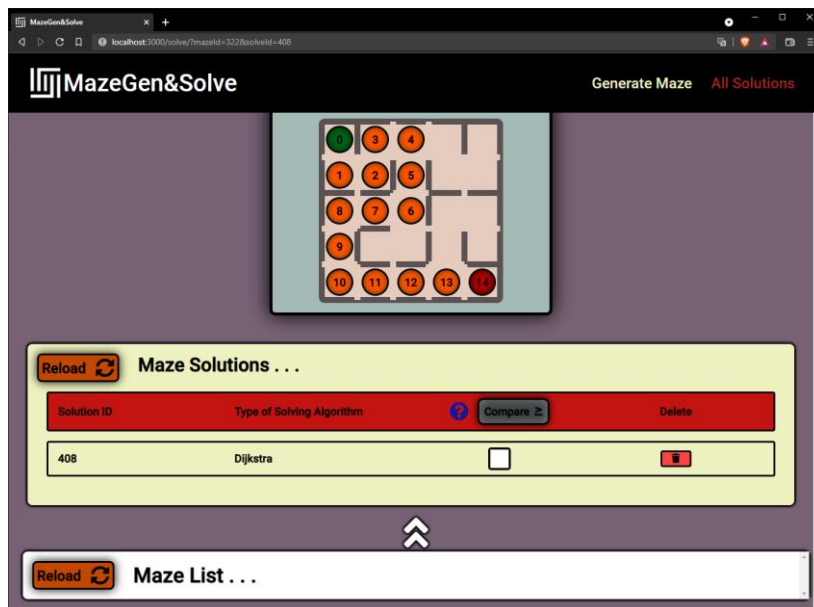 MazeGen&Solve
localhost:3000/solve/?mazeId=322&solveId=408
MazeGen&Solve Generate Maze All Solutions
0 3 4
1 2 5
8 7 6
9
10 11 12 13 14
Reload Maze Solutions . . .
Solution ID Type of Solving Algorithm ? Compare ≥ Delete
408 Dijkstra
Reload Maze List . . .